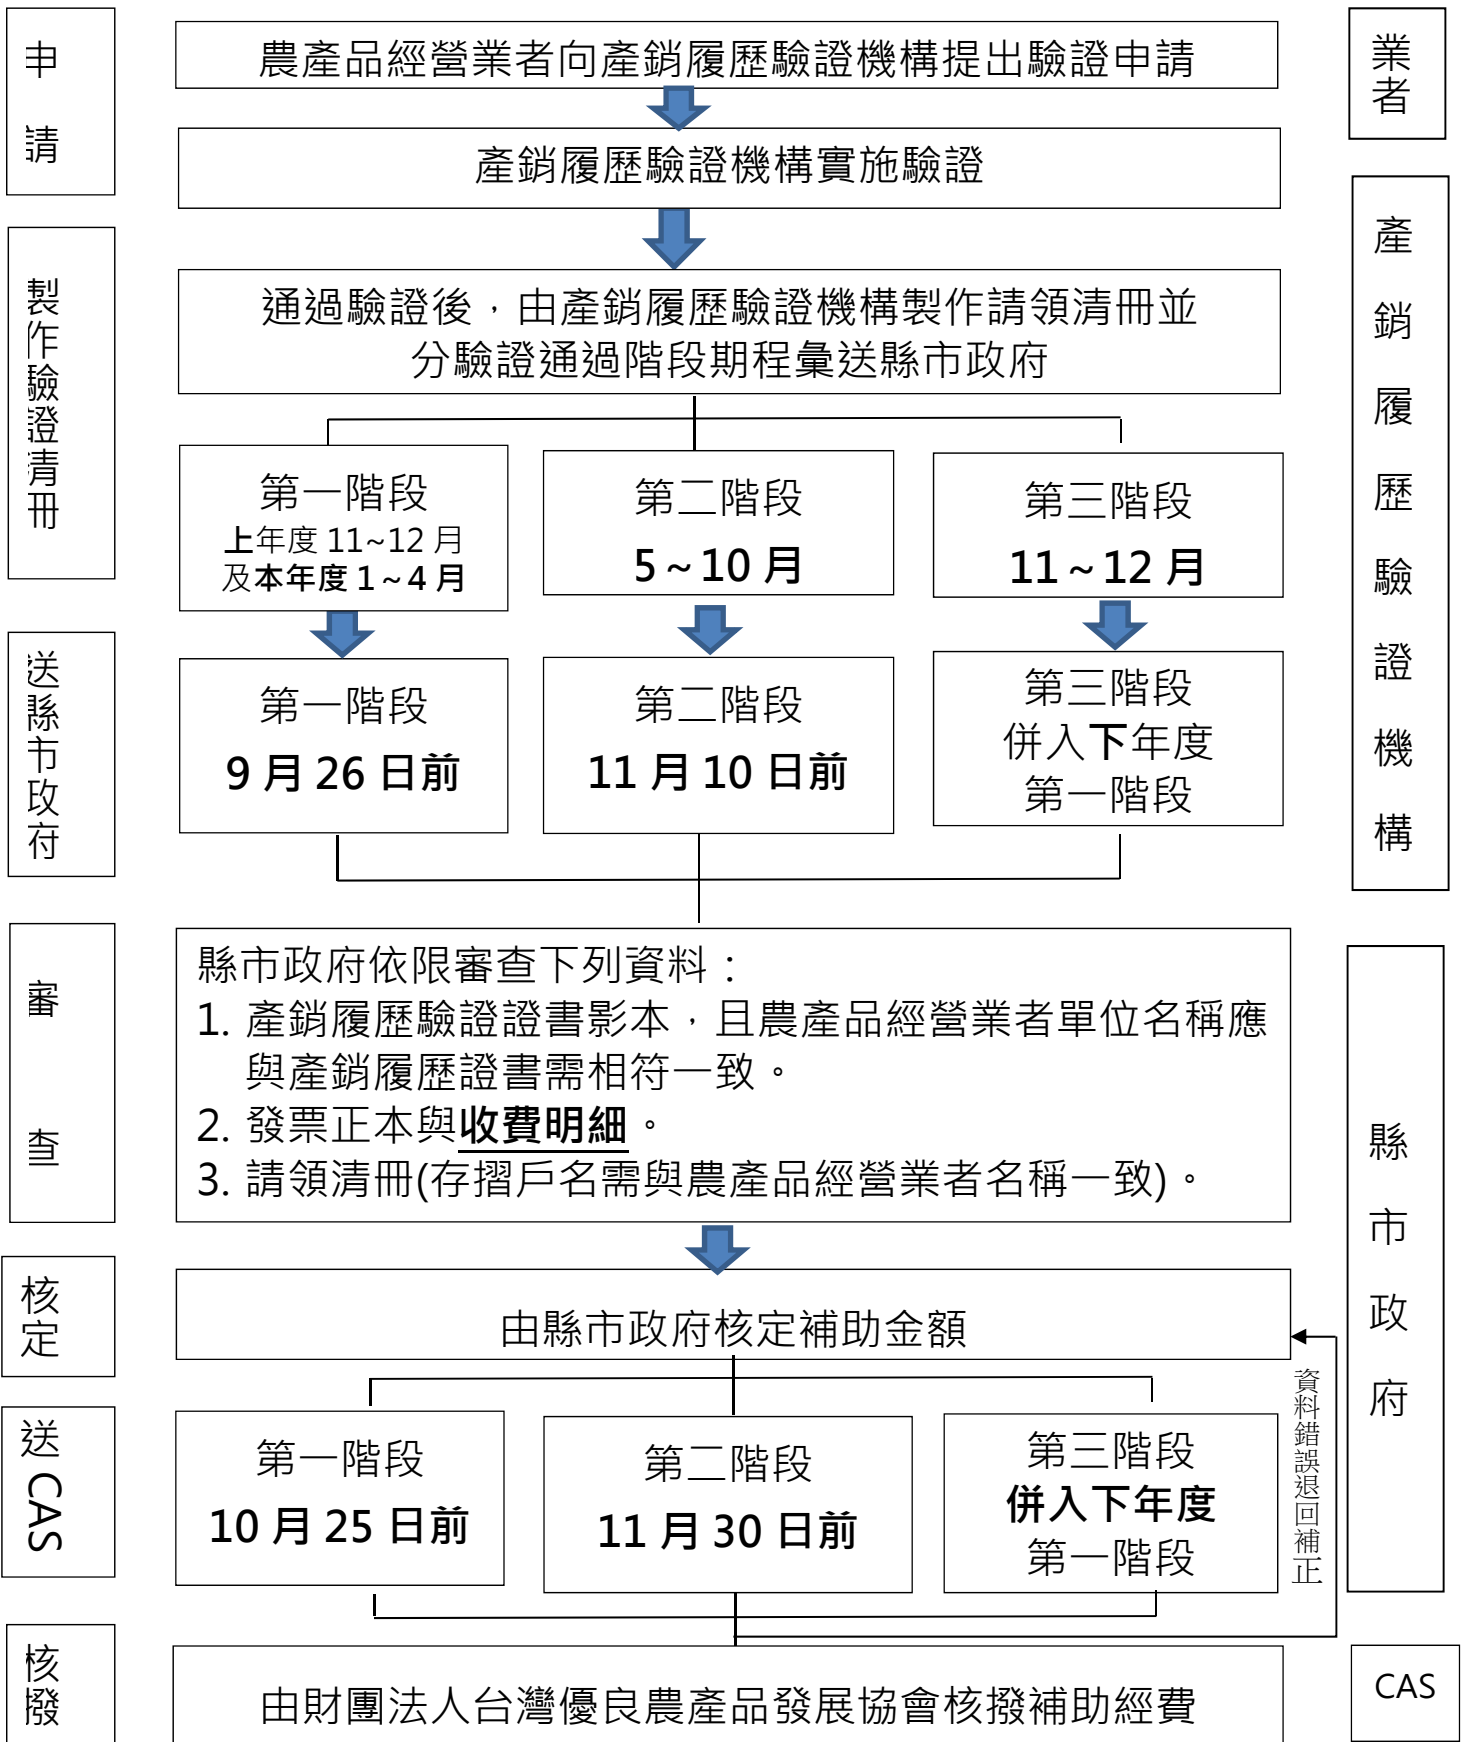 申請
農產品經營業者向產銷履歷驗證機構提出驗證申請
業者
產銷履歷驗證機構實施驗證
產銷履歷驗證機構
製作驗證清冊
通過驗證後，由產銷履歷驗證機構製作請領清冊並
分驗證通過階段期程彙送縣市政府
第一階段
上年度 11~12 月
及本年度 1~4 月
第二階段
5~10 月
第三階段
11~12 月
送縣市政府
第一階段
9 月 26 日前
第二階段
11 月 10 日前
第三階段
併入下年度
第一階段
審查
縣市政府依限審查下列資料：
1. 產銷履歷驗證證書影本，且農產品經營業者單位名稱應
與產銷履歷證書需相符一致。
2. 發票正本與收費明細。
3. 請領清冊(存摺戶名需與農產品經營業者名稱一致)。
縣市政府
核定
由縣市政府核定補助金額
資料錯誤退回補正
送 CAS
第一階段
10 月 25 日前
第二階段
11 月 30 日前
第三階段
併入下年度
第一階段
核撥
由財團法人台灣優良農產品發展協會核撥補助經費
CAS